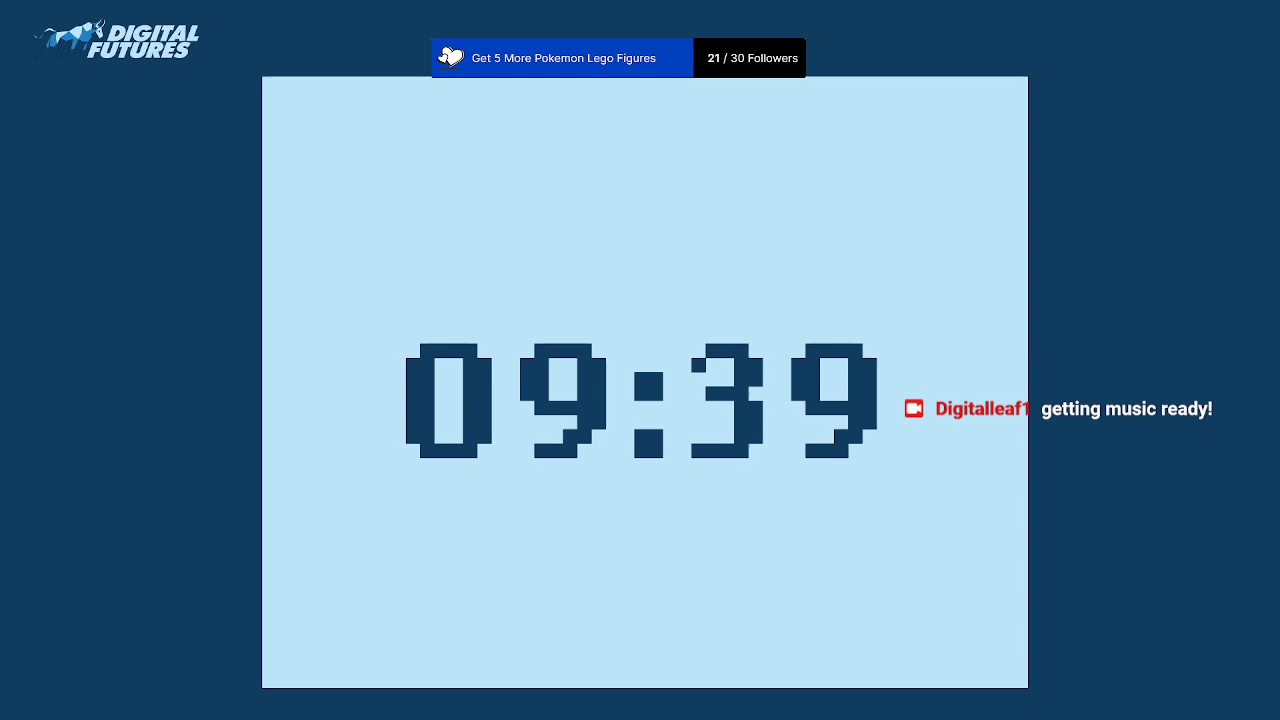 DIGITAL
FUTURES
Get 5 More Pokemon Lego Figures
21 / 30 Followers
09:39
Digitalleaf1 getting music ready!